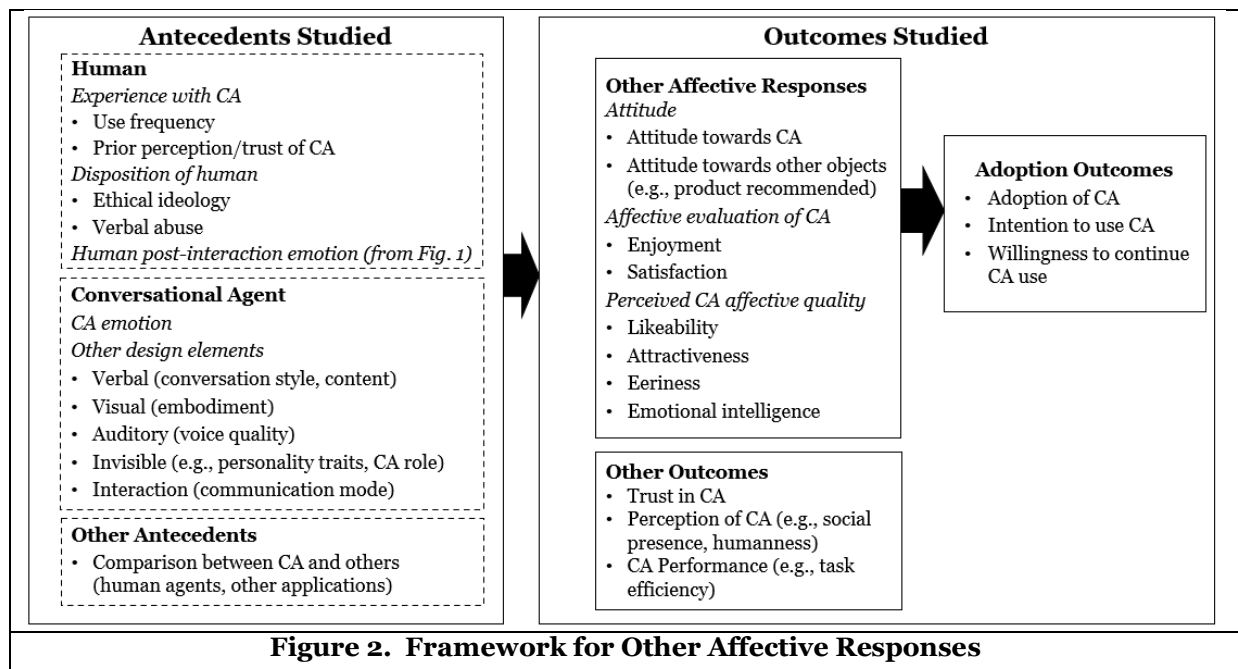 Antecedents Studied
Human
Experience with CA
• Use frequency
• Prior perception/trust of CA
Disposition of human
• Ethical ideology
• Verbal abuse
Human post-interaction emotion (from Fig. 1)
Conversational Agent
CA emotion
Other design elements
• Verbal (conversation style, content)
• Visual (embodiment)
• Auditory (voice quality)
• Invisible (e.g., personality traits, CA role)
• Interaction (communication mode)
Other Antecedents
• Comparison between CA and others
(human agents, other applications)
Outcomes Studied
Other Affective Responses
Attitude
• Attitude towards CA
• Attitude towards other objects
(e.g., product recommended)
Affective evaluation of CA
• Enjoyment
• Satisfaction
Perceived CA affective quality
• Likeability
• Attractiveness
• Eeriness
• Emotional intelligence
Other Outcomes
• Trust in CA
• Perception of CA (e.g., social
presence, humanness)
• CA Performance (e.g., task
efficiency)
Adoption Outcomes
• Adoption of CA
• Intention to use CA
• Willingness to continue
CA use
Figure 2. Framework for Other Affective Responses